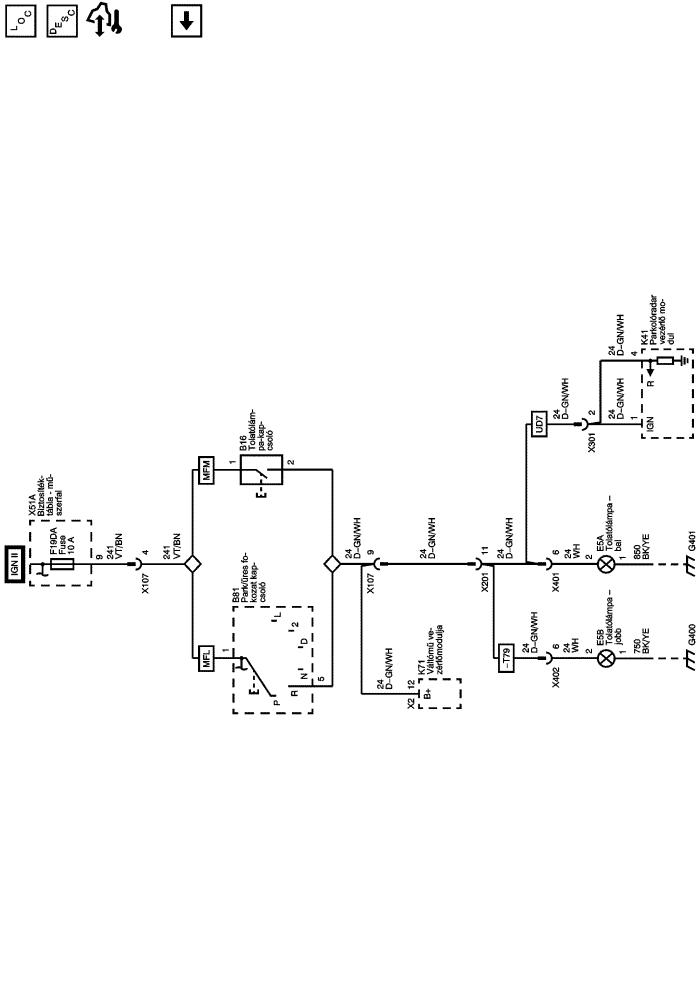 L O C
D E S C
IGN II
X51A
Biztosíték-
tábla - mű-
szerfal
F19DA
Fuse
10 A
9
241
VT/BN
4
X107
241
VT/BN
MFL
MFM
B81
Park/üres fo-
kozat kap-
csoló
1
P
R
N
D
2
L
5
B16
Tolatólám-
pa-kap-
csoló
1
2
24
D-GN/WH
9
X107
24
D-GN/WH
X2
12
K71
Váltómű ve-
zérlőmodulja
B+
24
D-GN/WH
11
X201
24
D-GN/WH
~T79
24
D-GN/WH
6
X402
24
WH
2
E5B
Tolatólámpa –
jobb
1
750
BK/YE
G400
6
X401
24
WH
2
E5A
Tolatólámpa –
bal
1
850
BK/YE
G401
UD7
24
D-GN/WH
2
X301
24
D-GN/WH
1
24
D-GN/WH
4
K41
Parkolóradar
vezérlő mo-
dul
IGN
R